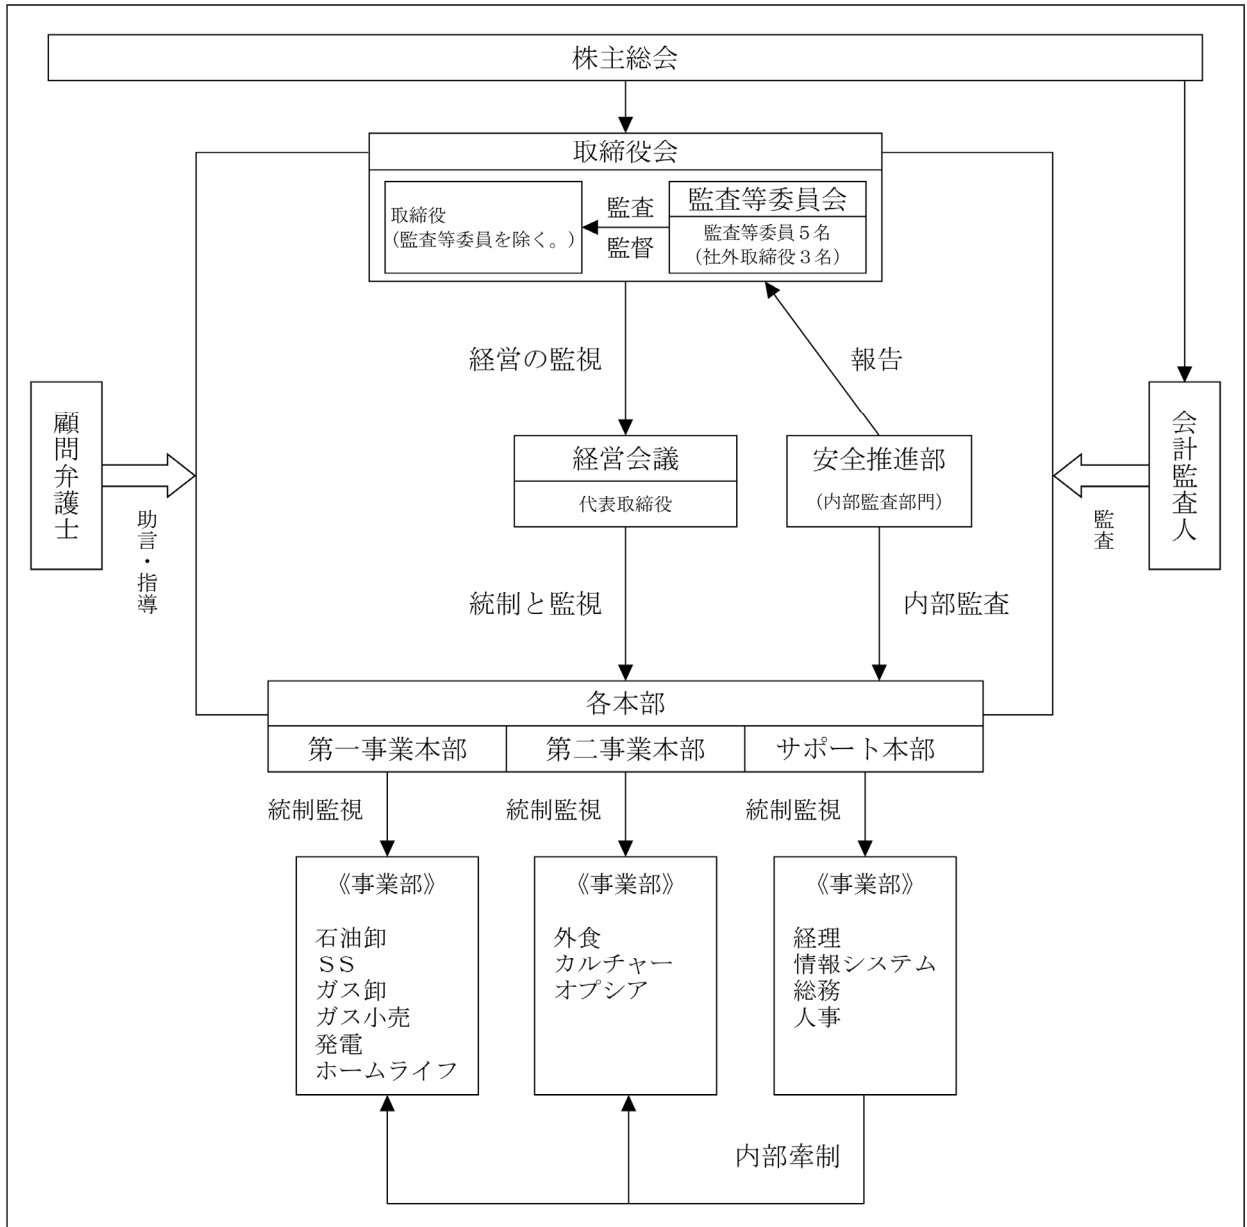 株主総会
取締役会
取締役
(監査等委員を除く。)
監査
監督
監査等委員会
監査等委員５名
(社外取締役３名)
経営の監視
報告
顧問弁護士
助言・指導
経営会議
代表取締役
安全推進部
(内部監査部門)
会計監査人
監査
統制と監視
内部監査
各本部
第一事業本部
第二事業本部
サポート本部
統制監視
統制監視
統制監視
《事業部》
石油卸
ＳＳ
ガス卸
ガス小売
発電
ホームライフ
《事業部》
外食
カルチャー
オプシア
《事業部》
経理
情報システム
総務
人事
内部牽制